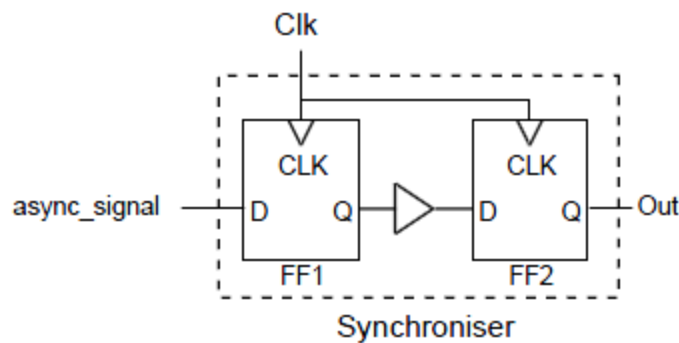 Clk
CLK CLK
async_signal D Q D Q Out
FF1 FF2
Synchroniser